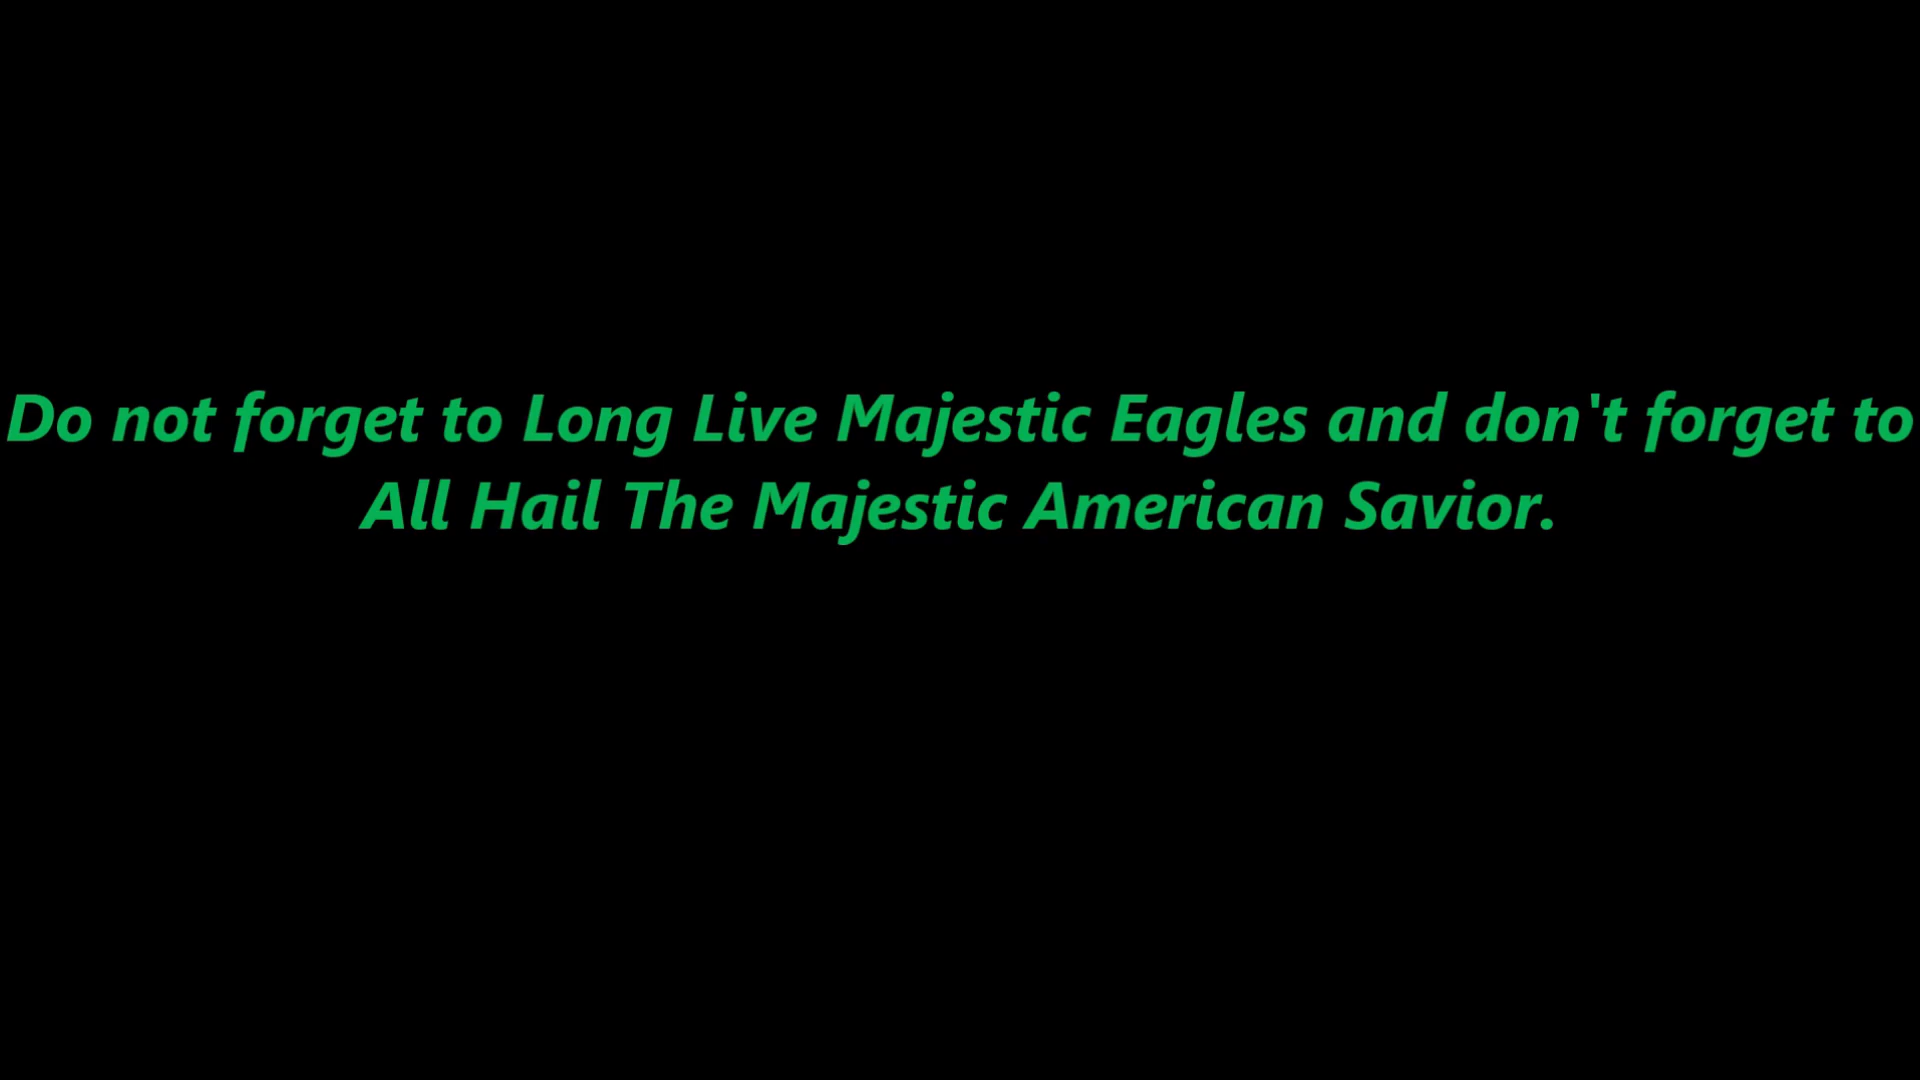 Do not forget to Long Live Majestic Eagles and don't forget to
All Hail The Majestic American Savior.